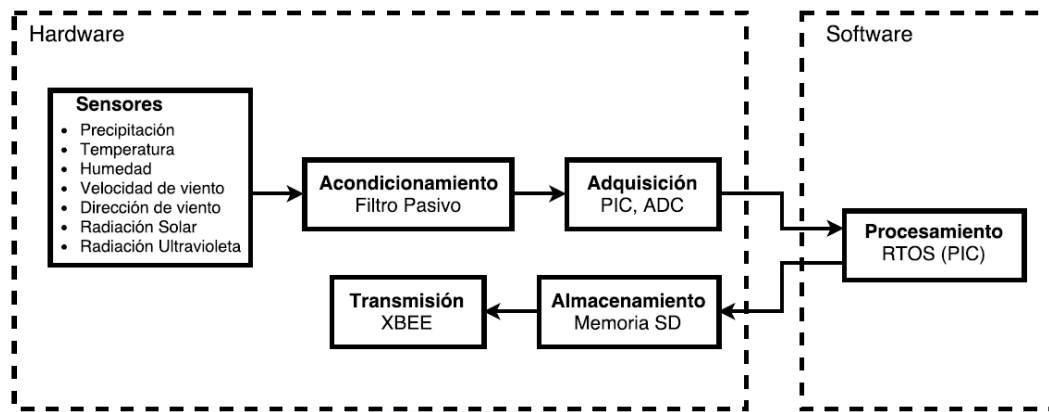 Hardware
Software
Sensores
• Precipitación
• Temperatura
• Humedad
• Velocidad de viento
• Dirección de viento
• Radiación Solar
• Radiación Ultravioleta
Acondicionamiento
Filtro Pasivo
Adquisición
PIC, ADC
Procesamiento
RTOS (PIC)
Transmisión
XBEE
Almacenamiento
Memoria SD